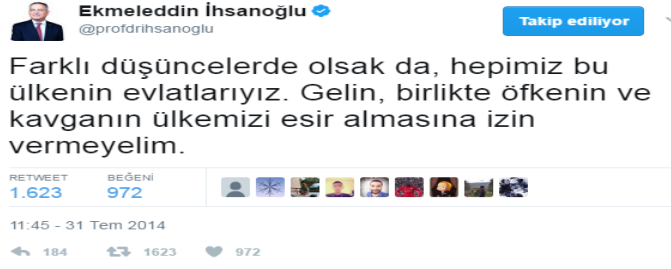 Ekmeleddin İhsanoğlu
@profdrihsanoglu
Takip ediliyor
Farklı düşüncelerde olsak da, hepimiz bu
ülkenin evlatlarıyız. Gelin, birlikte öfkenin ve
kavganın ülkemizi esir almasına izin
vermeyelim.
RETWEET BEĞENİ
1.623 972
11:45 - 31 Tem 2014
184 1623 972